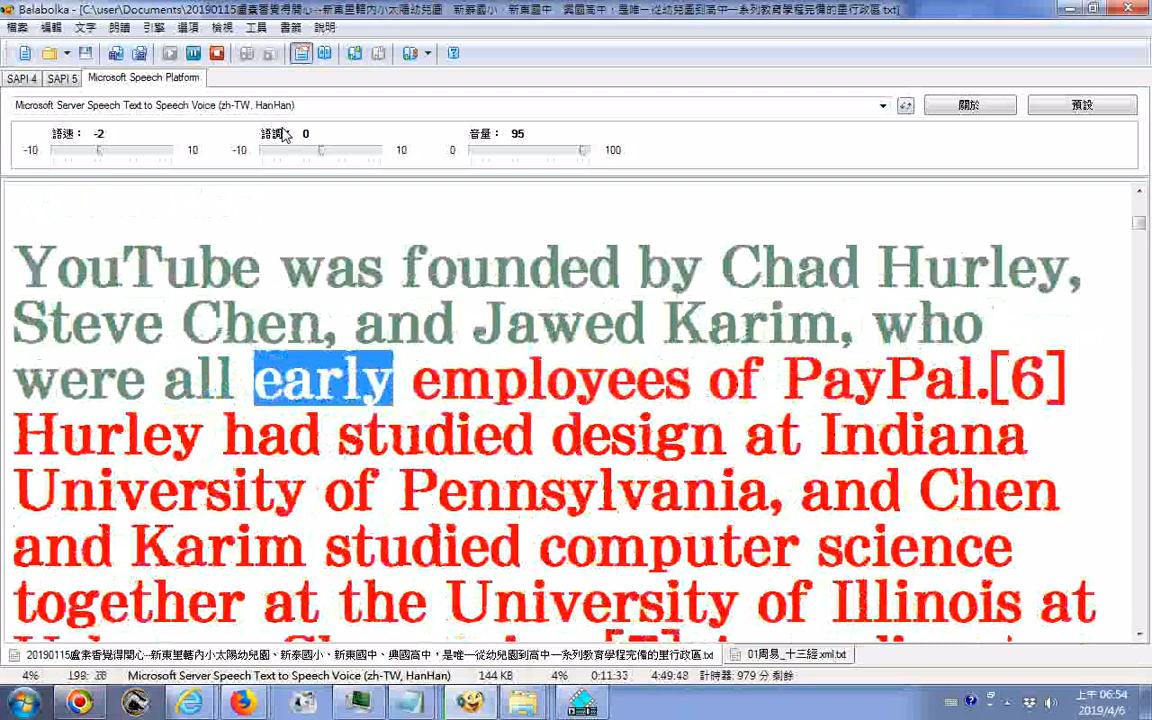 Balabolka - [C:\user\Documents\20190115盧素香覺得開心--新東里轄內小太陽幼兒園、新泰國小、新東國中、興國高中，是唯一從幼兒園到高中一系列教育學程完備的里行政區.txt]
檔案 編輯 文字 朗讀 引擎 選項 檢視 工具 書籤 說明
SAPI 4 SAPI 5 Microsoft Speech Platform
Microsoft Server Speech Text to Speech Voice (zh-TW, HanHan) 關於 預設
語速： -2 語調： 0 音量： 95
-10 10 -10 10 0 100
YouTube was founded by Chad Hurley,
Steve Chen, and Jawed Karim, who
were all early employees of PayPal.[6]
Hurley had studied design at Indiana
University of Pennsylvania, and Chen
and Karim studied computer science
together at the University of Illinois at
20190115盧素香覺得開心--新東里轄內小太陽幼兒園、新泰國小、新東國中、興國高中，是唯一從幼兒園到高中一系列教育學程完備的里行政區.txt 01周易_十三經.xml.txt
4% Microsoft Server Speech Text to Speech Voice (zh-TW, HanHan) 144 KB 4% 0:11:33 4:49:48 計時器: 979 分 剩餘
上午 06:54
2019/4/6